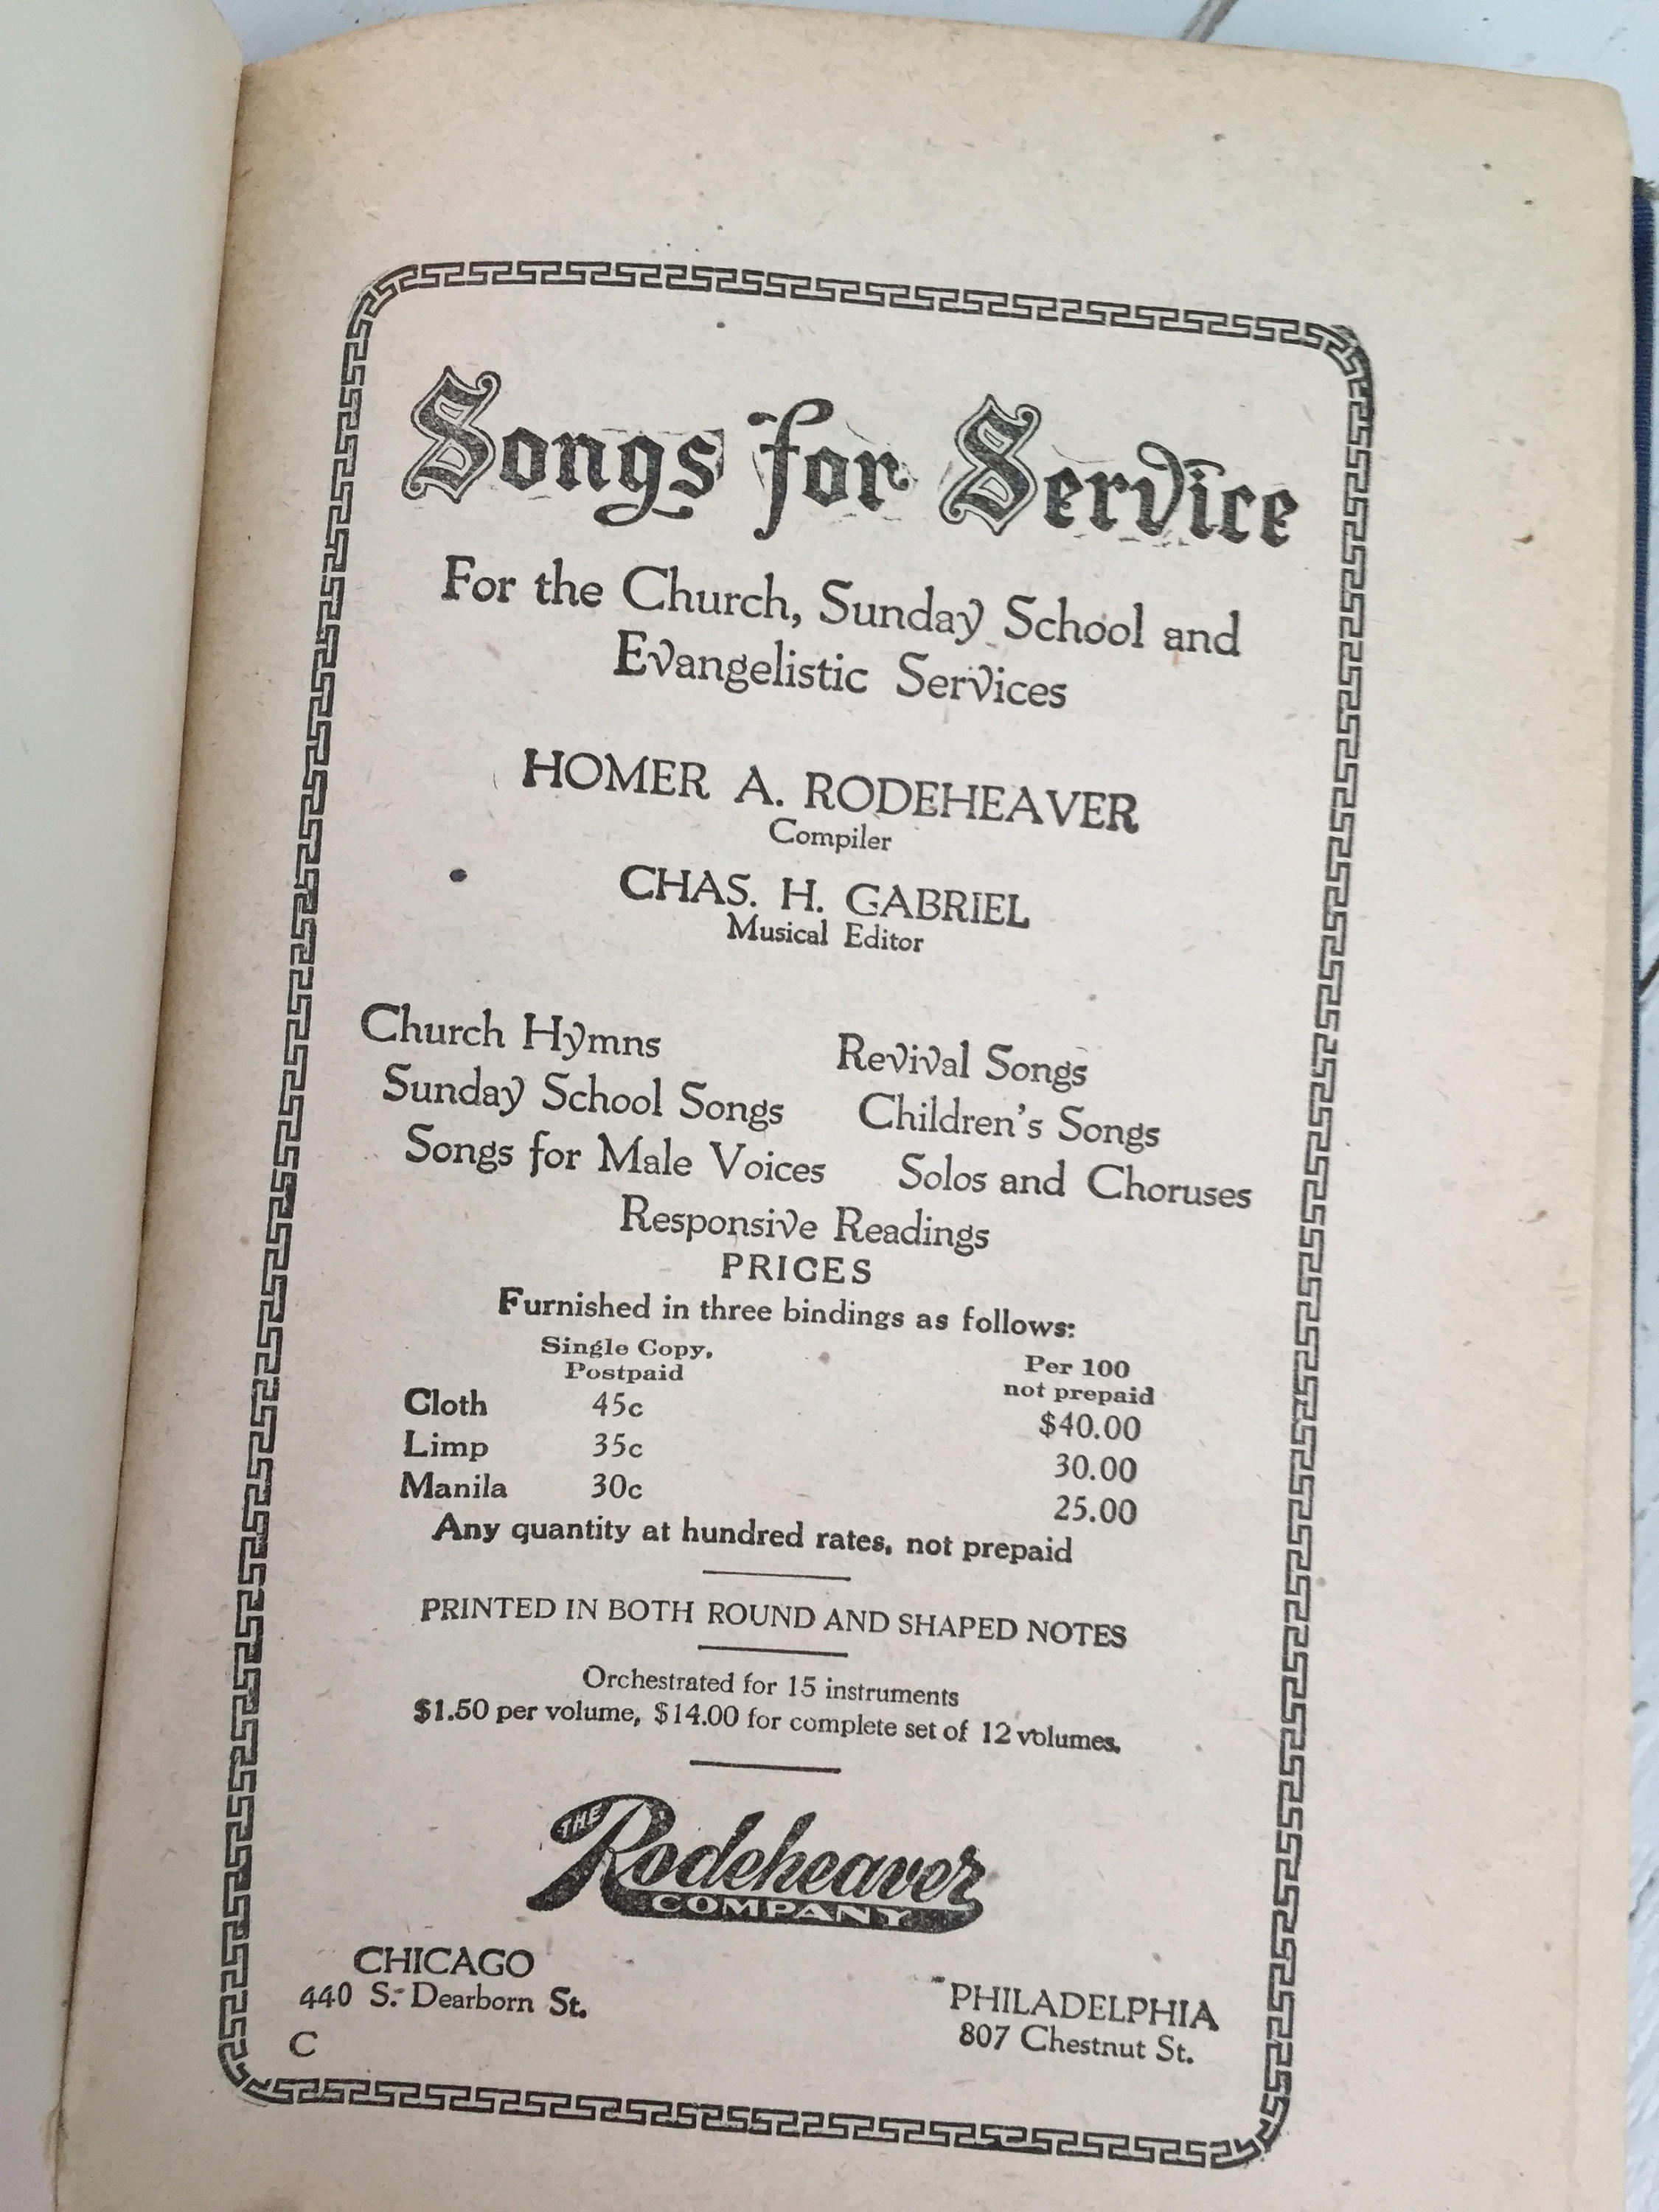 Songs for Service
For the Church, Sunday School and
Evangelistic Services
HOMER A. RODEHEAVER
Compiler
CHAS. H. GABRIEL
Musical Editor
Church Hymns Revival Songs
Sunday School Songs Children's Songs
Songs for Male Voices Solos and Choruses
Responsive Readings
PRICES
Furnished in three bindings as follows:
Single Copy, Per 100
Postpaid not prepaid
Cloth 45c $40.00
Limp 35c 30.00
Manila 30c 25.00
Any quantity at hundred rates, not prepaid
PRINTED IN BOTH ROUND AND SHAPED NOTES
Orchestrated for 15 instruments
$1.50 per volume, $14.00 for complete set of 12 volumes.
THE Rodeheaver
COMPANY
CHICAGO PHILADELPHIA
440 S. Dearborn St. 807 Chestnut St.
C